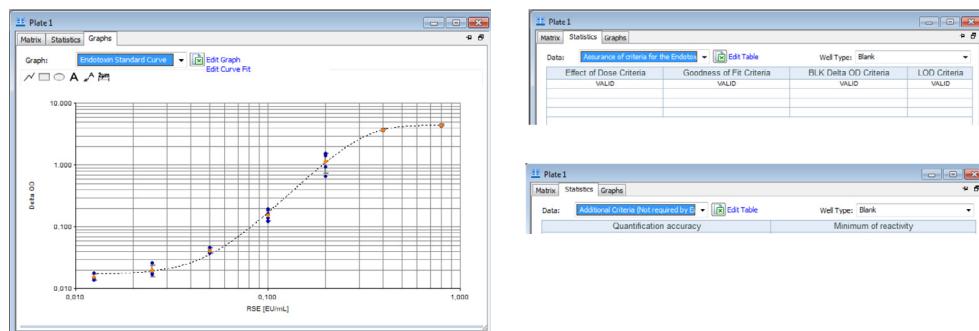 Plate 1
Matrix Statistics Graphs
Graph: Endotoxin Standard Curve Edit Graph
Edit Curve Fit
A
10.000
1.000
0.100
0,010
Delta OD
0,010 0,100 1,000
RSE [EU/mL]
Plate 1
Matrix Statistics Graphs
Data: Assurance of criteria for the Endotox Edit Table Well Type: Blank
Effect of Dose Criteria Goodness of Fit Criteria BLK Delta OD Criteria LOD Criteria
VALID VALID VALID VALID
Plate 1
Matrix Statistics Graphs
Data: Additional Criteria (Not required by E Edit Table Well Type: Blank
Quantification accuracy Minimum of reactivity